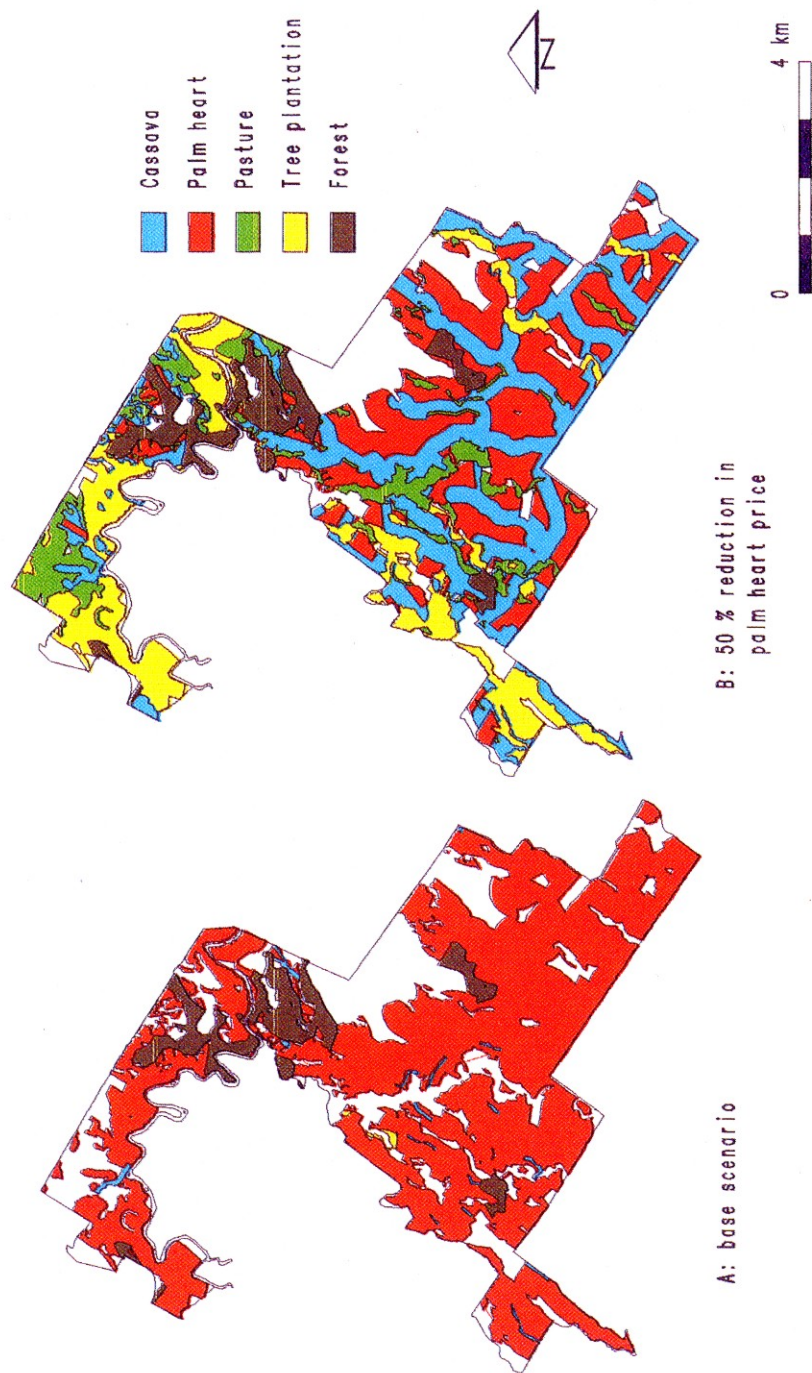 Cassava
Palm heart
Pasture
Tree plantation
Forest
N
0
4 km
A: base scenario
B: 50 % reduction in
palm heart price